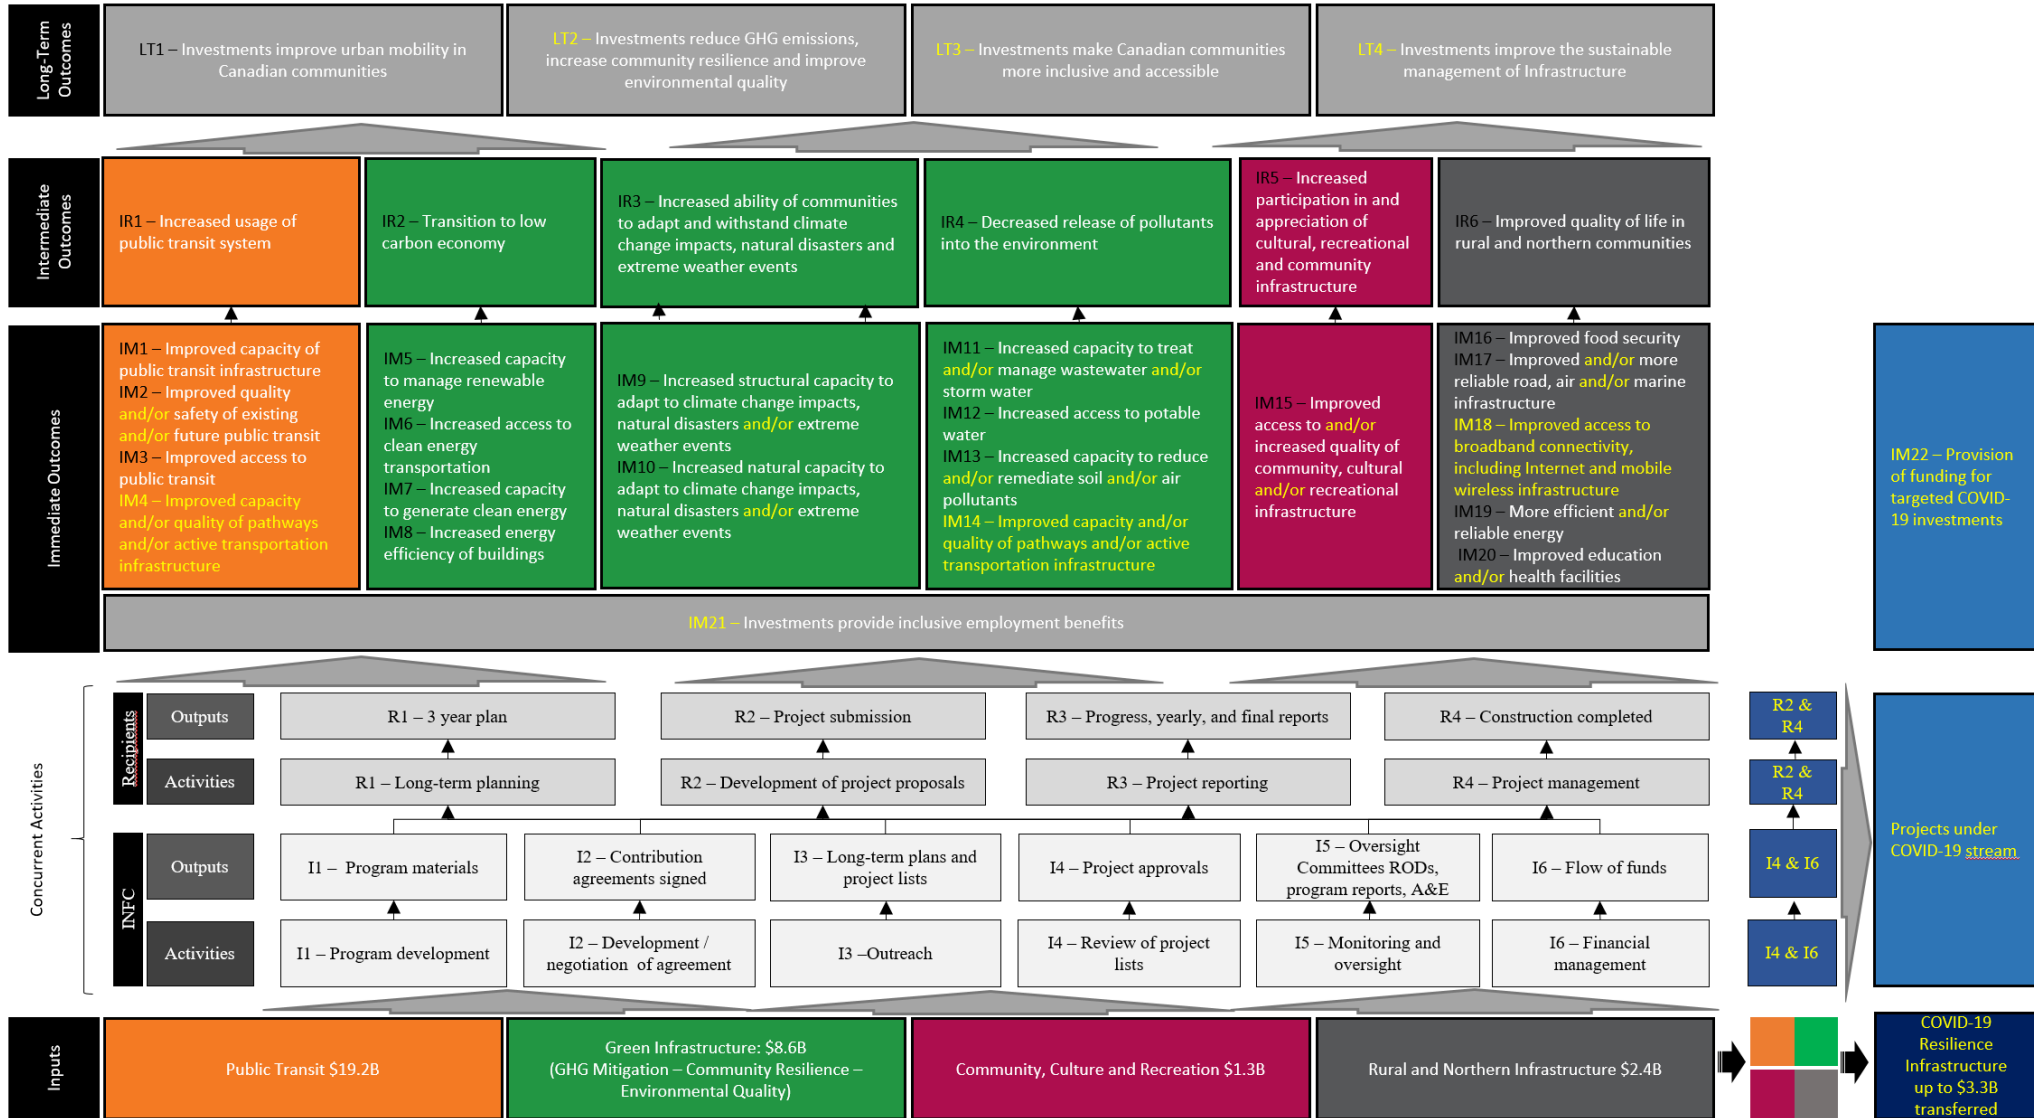 Long-Term
Outcomes
LT1 – Investments improve urban mobility in
Canadian communities
LT2 – Investments reduce GHG emissions,
increase community resilience and improve
environmental quality
LT3 – Investments make Canadian communities
more inclusive and accessible
LT4 – Investments improve the sustainable
management of Infrastructure
Intermediate
Outcomes
IR1 – Increased usage of
public transit system
IR2 – Transition to low
carbon economy
IR3 – Increased ability of communities
to adapt and withstand climate
change impacts, natural disasters and
extreme weather events
IR4 – Decreased release of pollutants
into the environment
IR5 – Increased
participation in and
appreciation of
cultural, recreational
and community
infrastructure
IR6 – Improved quality of life in
rural and northern communities
Immediate Outcomes
IM1 – Improved capacity of
public transit infrastructure
IM2 – Improved quality
and/or safety of existing
and/or future public transit
IM3 – Improved access to
public transit
IM4 – Improved capacity
and/or quality of pathways
and/or active transportation
infrastructure
IM5 – Increased capacity
to manage renewable
energy
IM6 – Increased access to
clean energy
transportation
IM7 – Increased capacity
to generate clean energy
IM8 – Increased energy
efficiency of buildings
IM9 – Increased structural capacity to
adapt to climate change impacts,
natural disasters and/or extreme
weather events
IM10 – Increased natural capacity to
adapt to climate change impacts,
natural disasters and/or extreme
weather events
IM11 – Increased capacity to treat
and/or manage wastewater and/or
storm water
IM12 – Increased access to potable
water
IM13 – Increased capacity to reduce
and/or remediate soil and/or air
pollutants
IM14 – Improved capacity and/or
quality of pathways and/or active
transportation infrastructure
IM15 – Improved
access to and/or
increased quality of
community, cultural
and/or recreational
infrastructure
IM16 – Improved food security
IM17 – Improved and/or more
reliable road, air and/or marine
infrastructure
IM18 – Improved access to
broadband connectivity,
including Internet and mobile
wireless infrastructure
IM19 – More efficient and/or
reliable energy
IM20 – Improved education
and/or health facilities
IM22 – Provision
of funding for
targeted COVID-
19 investments
IM21 – Investments provide inclusive employment benefits
Concurrent Activities
Recipients
Outputs
R1 – 3 year plan
R2 – Project submission
R3 – Progress, yearly, and final reports
R4 – Construction completed
R2 &
R4
Activities
R1 – Long-term planning
R2 – Development of project proposals
R3 – Project reporting
R4 – Project management
R2 &
R4
INFC
Outputs
I1 – Program materials
I2 – Contribution
agreements signed
I3 – Long-term plans and
project lists
I4 – Project approvals
I5 – Oversight
Committees RODs,
program reports, A&E
I6 – Flow of funds
I4 & I6
Projects under
COVID-19 stream
Activities
I1 – Program development
I2 – Development /
negotiation of agreement
I3 –Outreach
I4 – Review of project
lists
I5 – Monitoring and
oversight
I6 – Financial
management
I4 & I6
Inputs
Public Transit $19.2B
Green Infrastructure: $8.6B
(GHG Mitigation – Community Resilience –
Environmental Quality)
Community, Culture and Recreation $1.3B
Rural and Northern Infrastructure $2.4B
COVID-19
Resilience
Infrastructure
up to $3.3B
transferred